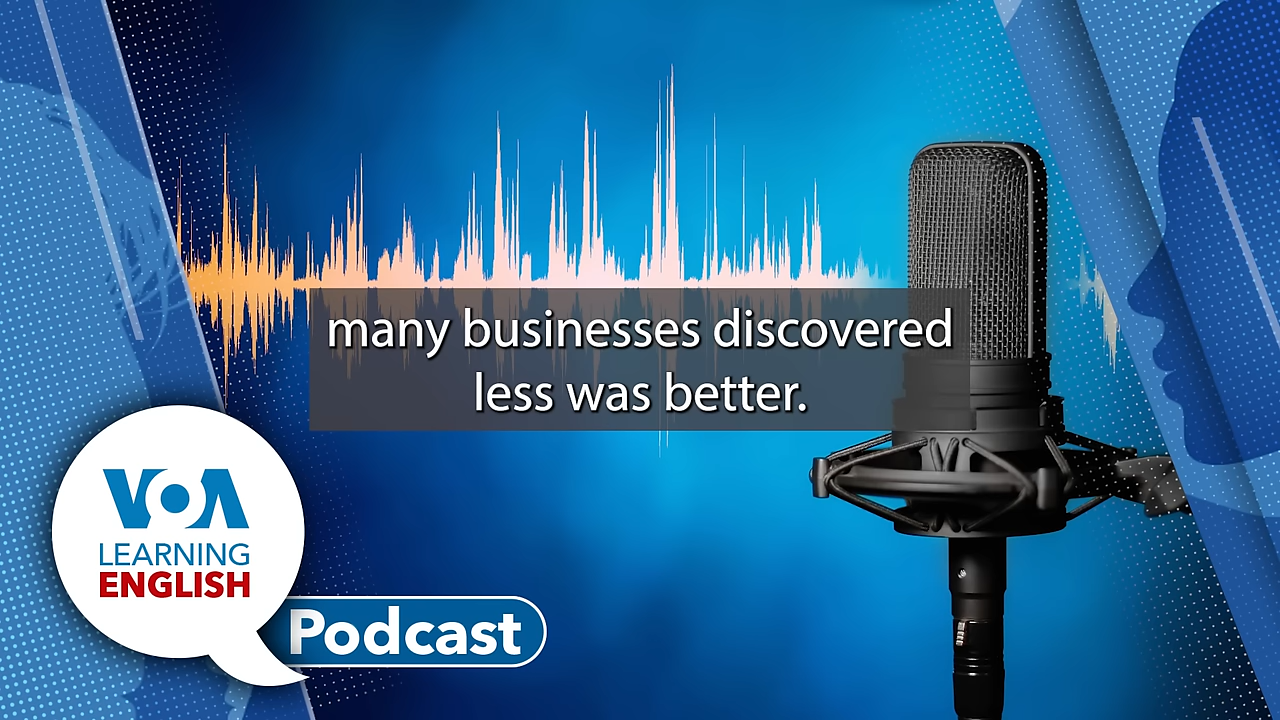 many businesses discovered
less was better.
VOA
LEARNING
ENGLISH
Podcast